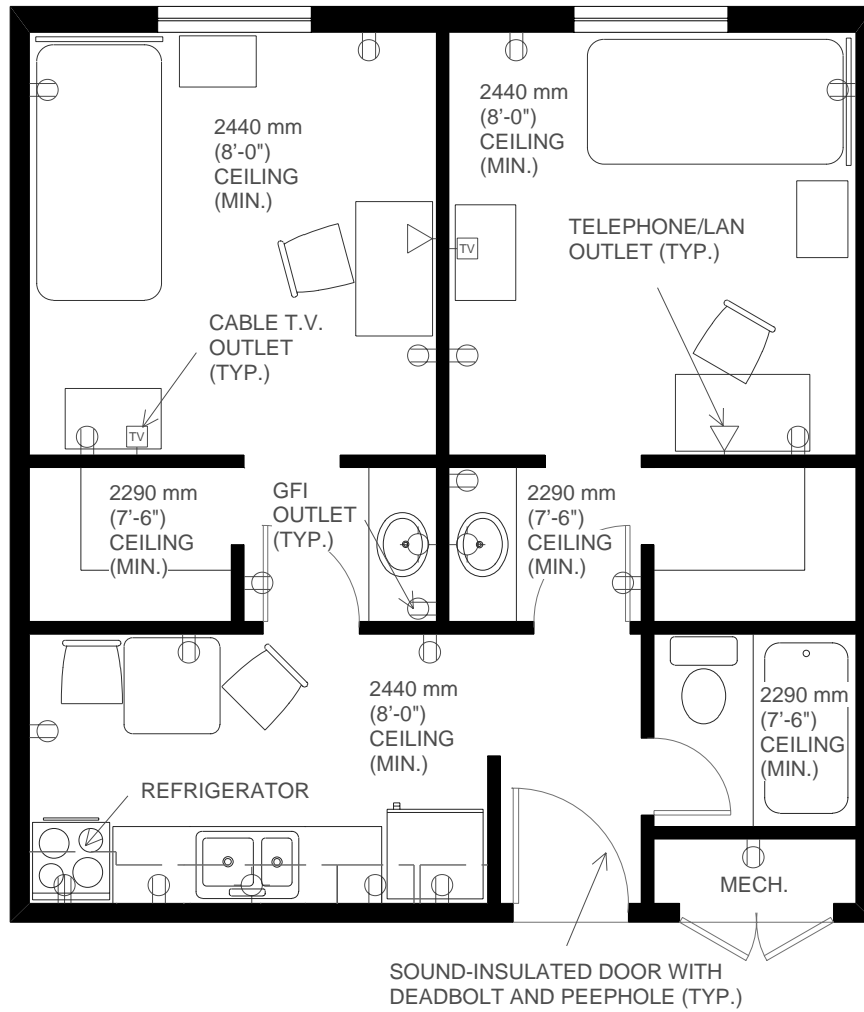 2440 mm
(8'-0")
CEILING
(MIN.)
2440 mm
(8'-0")
CEILING
(MIN.)
TELEPHONE/LAN
OUTLET (TYP.)
TV
CABLE T.V.
OUTLET
(TYP.)
TV
2290 mm
(7'-6")
CEILING
(MIN.)
GFI
OUTLET
(TYP.)
2290 mm
(7'-6")
CEILING
(MIN.)
2440 mm
(8'-0")
CEILING
(MIN.)
2290 mm
(7'-6")
CEILING
(MIN.)
REFRIGERATOR
MECH.
SOUND-INSULATED DOOR WITH
DEADBOLT AND PEEPHOLE (TYP.)